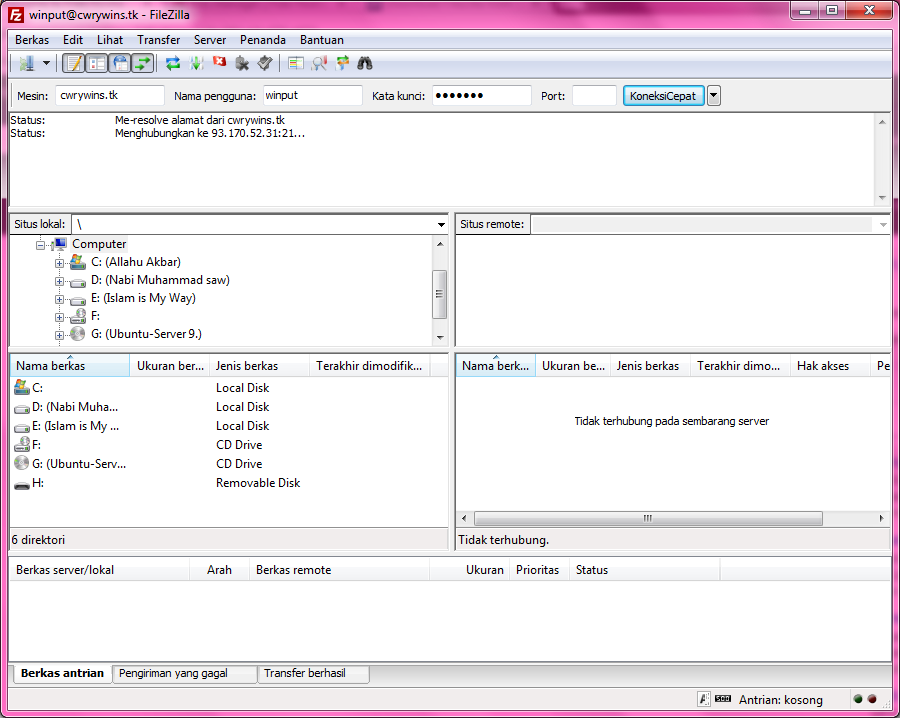 winput@cwrywins.tk - FileZilla
Berkas Edit Lihat Transfer Server Penanda Bantuan
Mesin: cwrywins.tk Nama pengguna: winput Kata kunci: ●●●●●●● Port: KoneksiCepat
Status: Me-resolve alamat dari cwrywins.tk
Status: Menghubungkan ke 93.170.52.31:21...
Situs lokal: \
Computer
C: (Allahu Akbar)
D: (Nabi Muhammad saw)
E: (Islam is My Way)
F:
G: (Ubuntu-Server 9.)
Situs remote:
Nama berkas Ukuran ber... Jenis berkas Terakhir dimodifik...
C: Local Disk
D: (Nabi Muha... Local Disk
E: (Islam is My ... Local Disk
F: CD Drive
G: (Ubuntu-Serv... CD Drive
H: Removable Disk
6 direktori
Nama berk... Ukuran be... Jenis berkas Terakhir dimo... Hak akses Pe
Tidak terhubung pada sembarang server
Tidak terhubung.
Berkas server/lokal Arah Berkas remote Ukuran Prioritas Status
Berkas antrian Pengiriman yang gagal Transfer berhasil
Antrian: kosong